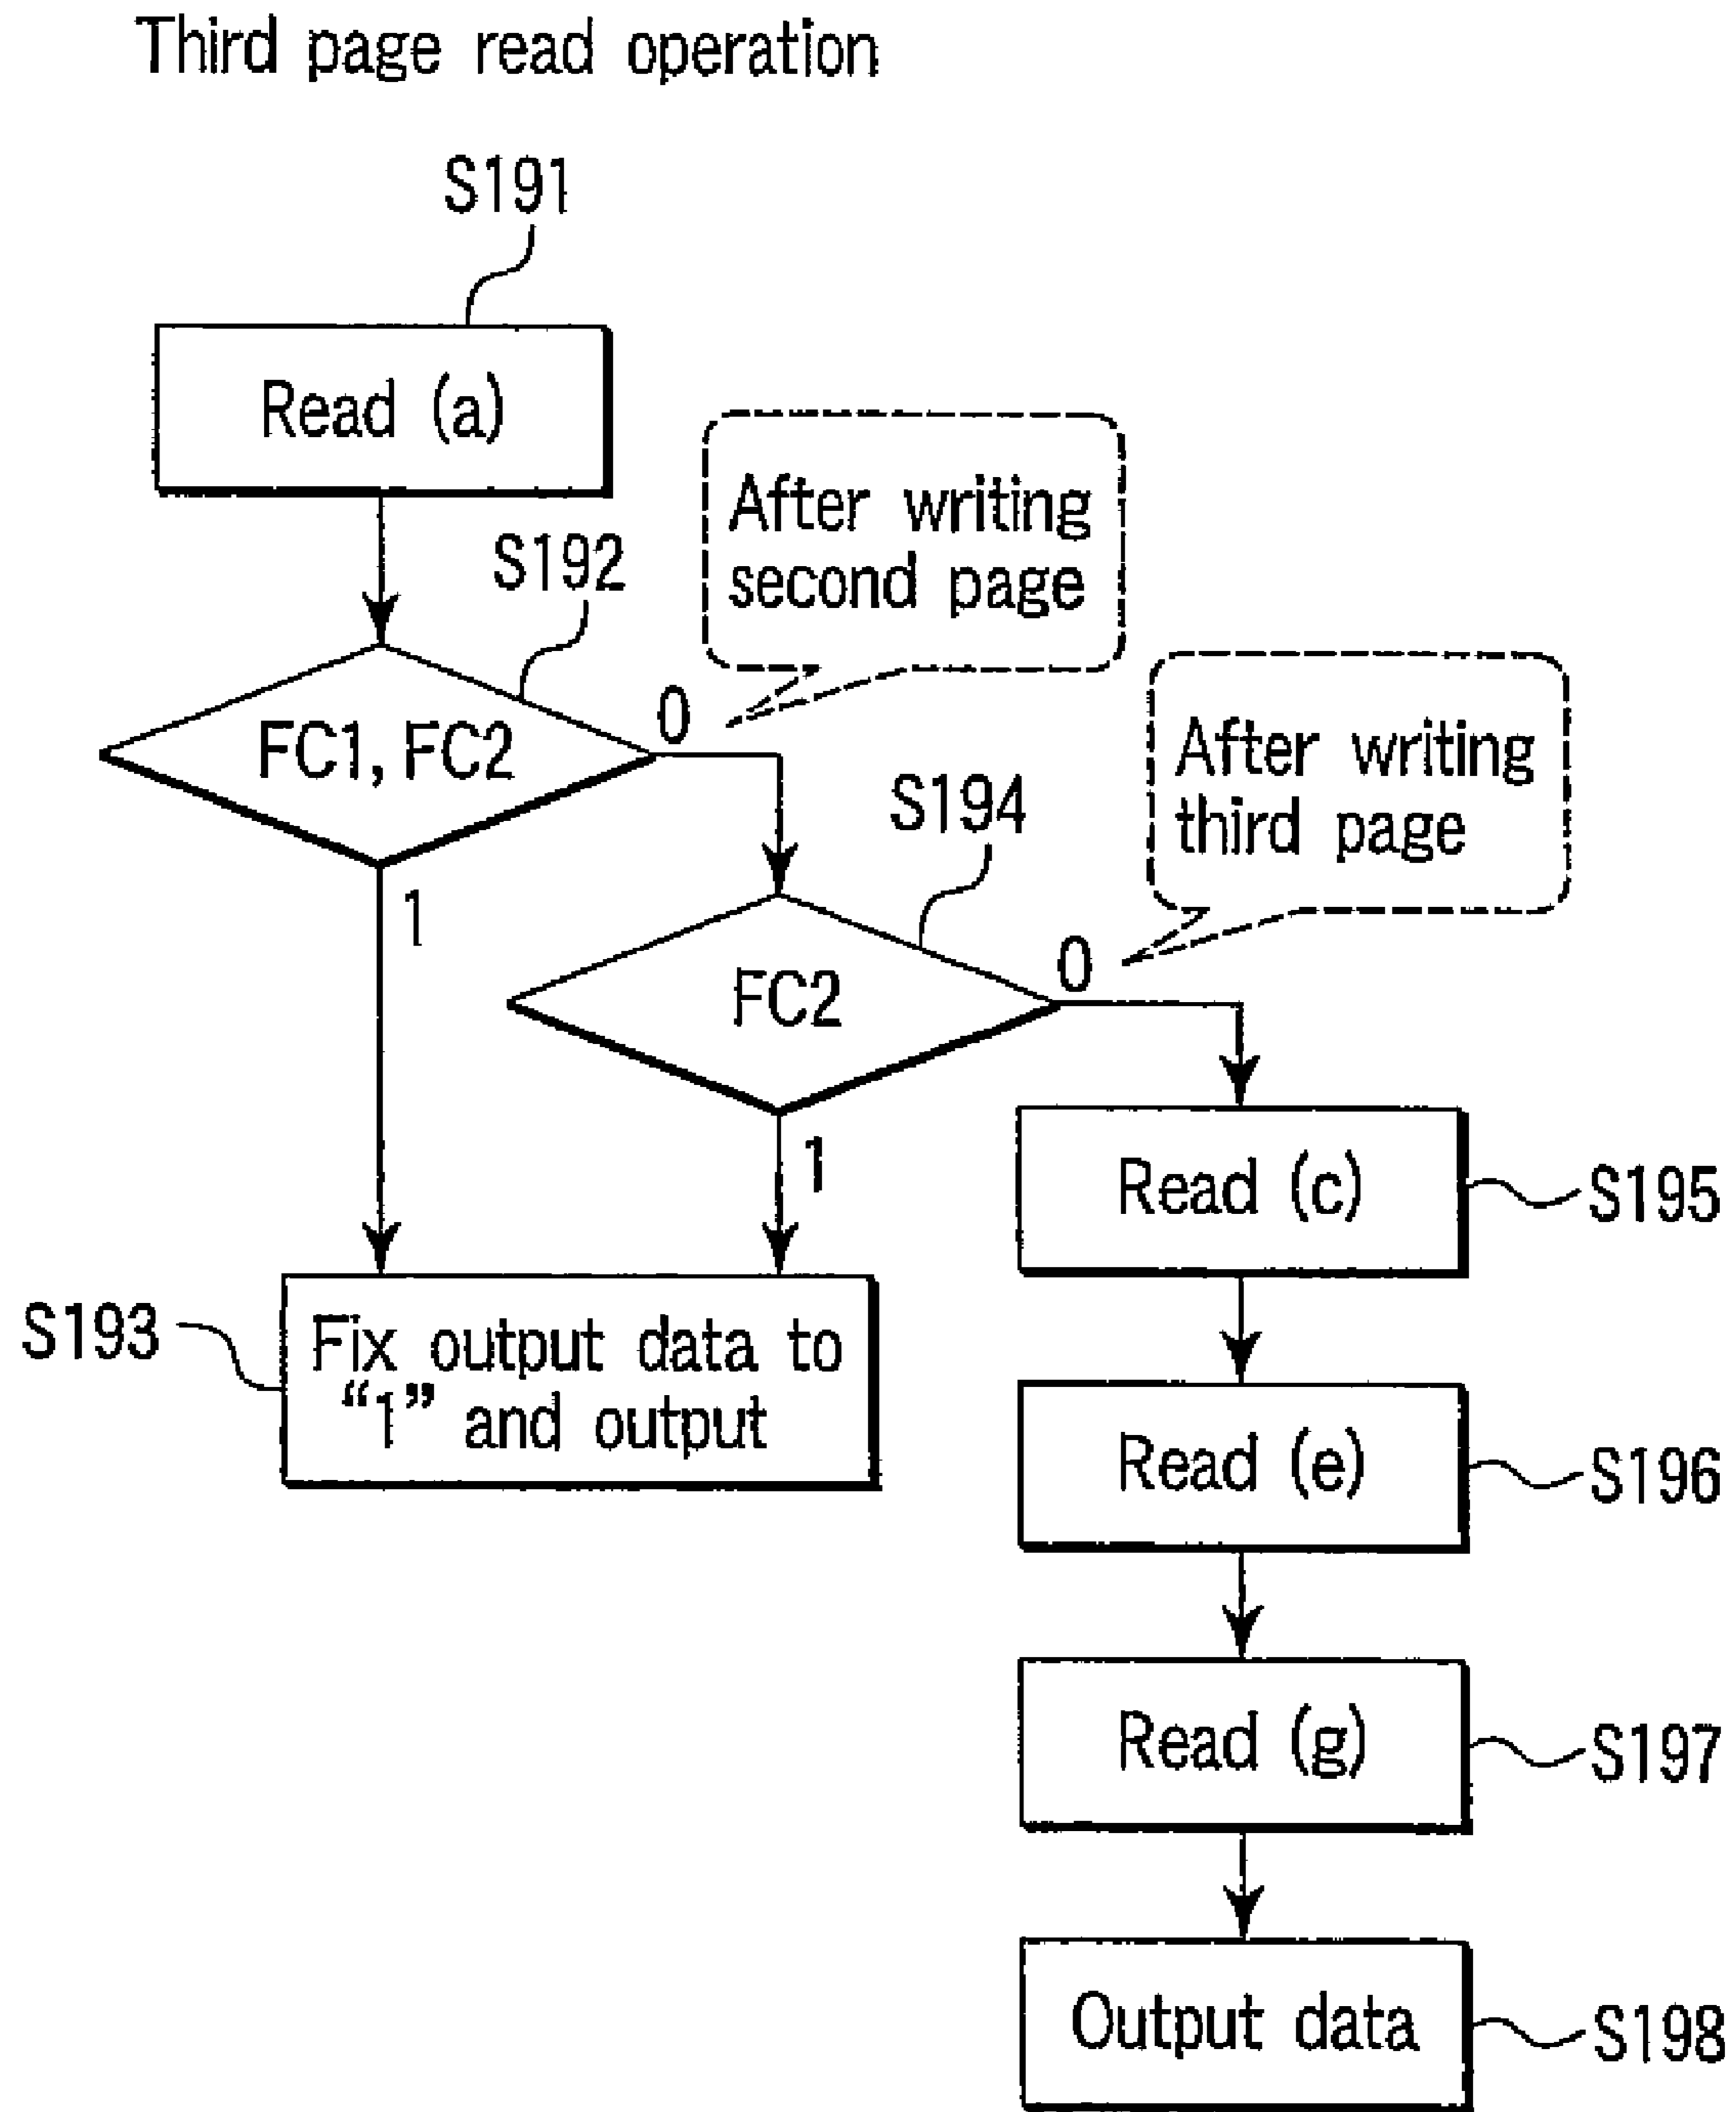 Third page read operation
S191
Read (a)
After writing
second page
S192
0
FC1, FC2
After writing
third page
S194
1
0
FC2
1
Read (c)
S195
S193
Fix output data to
“1” and output
Read (e)
S196
Read (g)
S197
Output data
S198